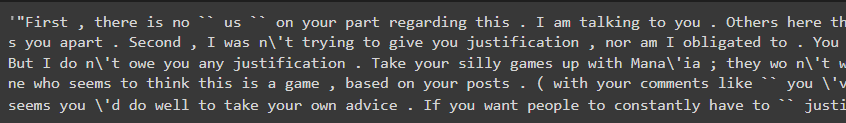 '"First , there is no `` us `` on your part regarding this . I am talking to you . Others here th
s you apart . Second , I was n\'t trying to give you justification , nor am I obligated to . You
But I do n\'t owe you any justification . Take your silly games up with Mana\'ia ; they wo n\'t w
ne who seems to think this is a game , based on your posts . ( with your comments like `` you \'v
seems you \'d do well to take your own advice . If you want people to constantly have to `` justi